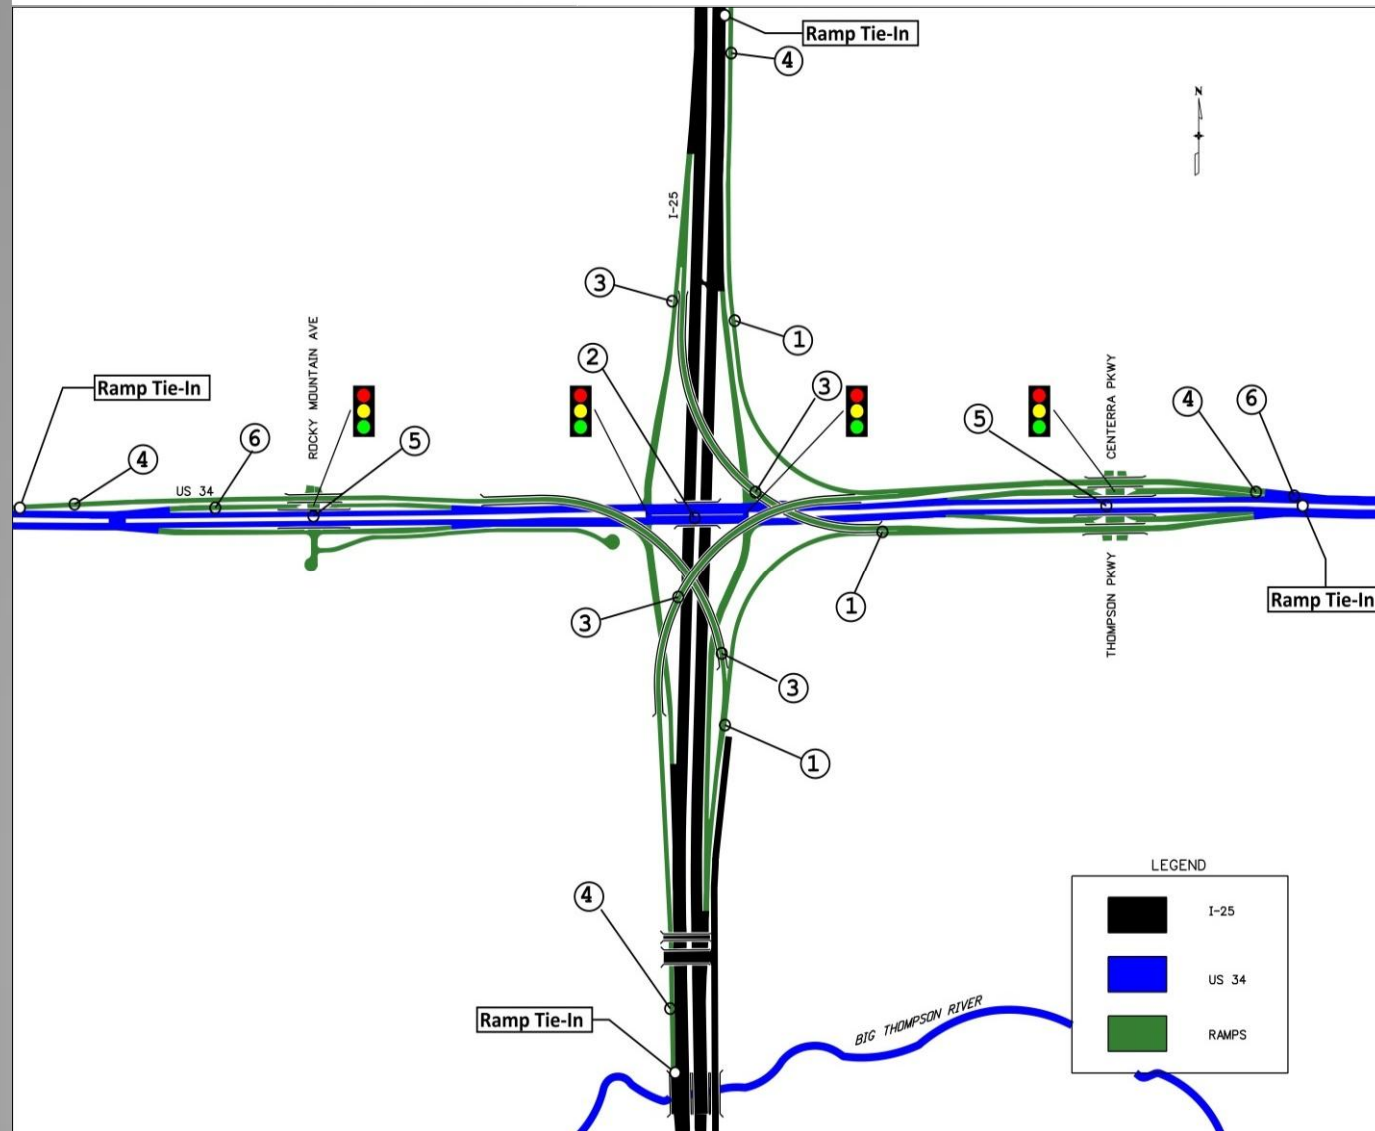 Ramp Tie-In
4
N
I-25
3
1
2
ROCKY MOUNTAIN AVE
CENTERRA PKWY
Ramp Tie-In
3
4
6
5
5
6
4
US 34
1
Ramp Tie-In
THOMPSON PKWY
3
3
1
LEGEND
I-25
US 34
RAMPS
4
Ramp Tie-In
BIG THOMPSON RIVER